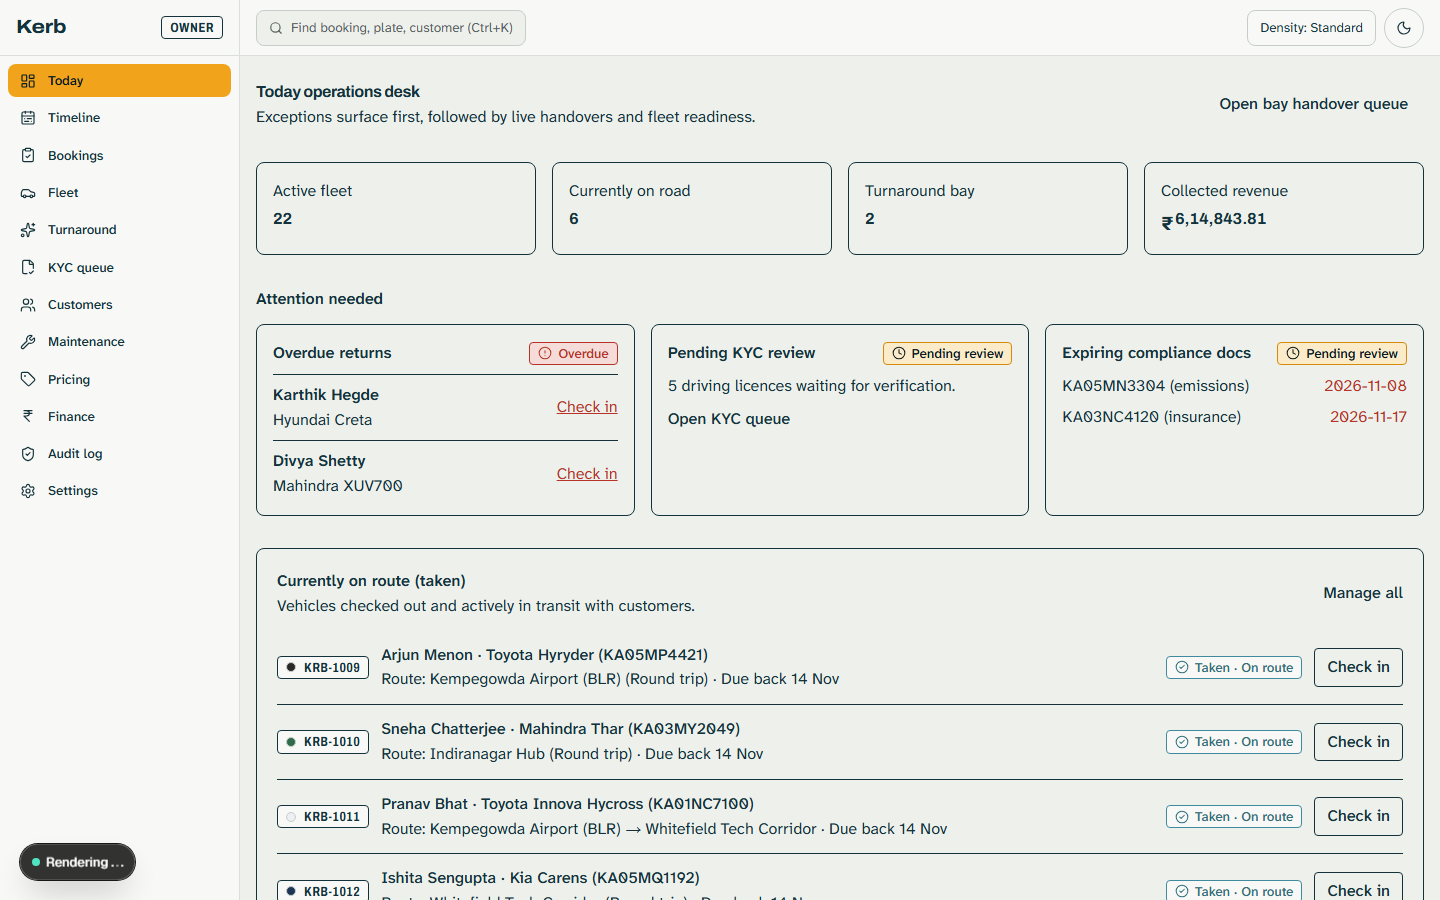 Kerb
OWNER
Find booking, plate, customer (Ctrl+K)
Density: Standard
Today
Timeline
Bookings
Fleet
Turnaround
KYC queue
Customers
Maintenance
Pricing
Finance
Audit log
Settings
Rendering ...
Today operations desk
Exceptions surface first, followed by live handovers and fleet readiness.
Open bay handover queue
Active fleet
22
Currently on road
6
Turnaround bay
2
Collected revenue
₹6,14,843.81
Attention needed
Overdue returns
Overdue
Karthik Hegde
Hyundai Creta
Check in
Divya Shetty
Mahindra XUV700
Check in
Pending KYC review
Pending review
5 driving licences waiting for verification.
Open KYC queue
Expiring compliance docs
Pending review
KA05MN3304 (emissions)
2026-11-08
KA03NC4120 (insurance)
2026-11-17
Currently on route (taken)
Vehicles checked out and actively in transit with customers.
Manage all
KRB-1009
Arjun Menon · Toyota Hyryder (KA05MP4421)
Route: Kempegowda Airport (BLR) (Round trip) · Due back 14 Nov
Taken · On route
Check in
KRB-1010
Sneha Chatterjee · Mahindra Thar (KA03MY2049)
Route: Indiranagar Hub (Round trip) · Due back 14 Nov
Taken · On route
Check in
KRB-1011
Pranav Bhat · Toyota Innova Hycross (KA01NC7100)
Route: Kempegowda Airport (BLR) → Whitefield Tech Corridor · Due back 14 Nov
Taken · On route
Check in
KRB-1012
Ishita Sengupta · Kia Carens (KA05MQ1192)
Taken · On route
Check in